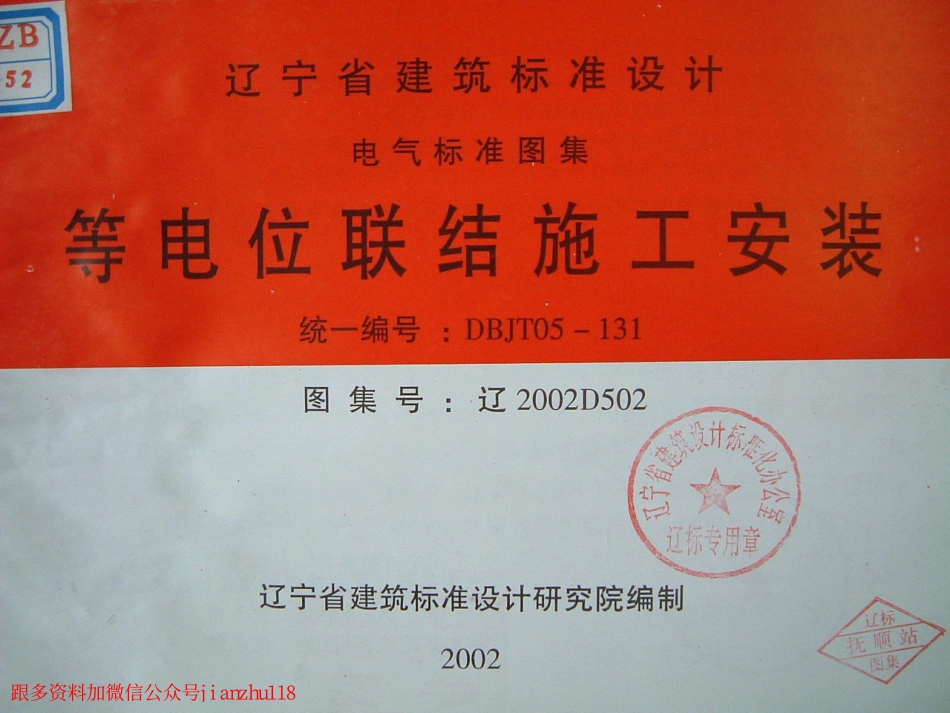 ZB
52
辽宁省建筑标准设计
电气标准图集
等电位联结施工安装
统一编号：DBJT05－131
图集号：辽2002D502
辽宁省建筑设计标准化办公室
辽标专用章
辽宁省建筑标准设计研究院编制
2002
辽标
抚顺站
图集
跟多资料加微信公众号jianzhu118